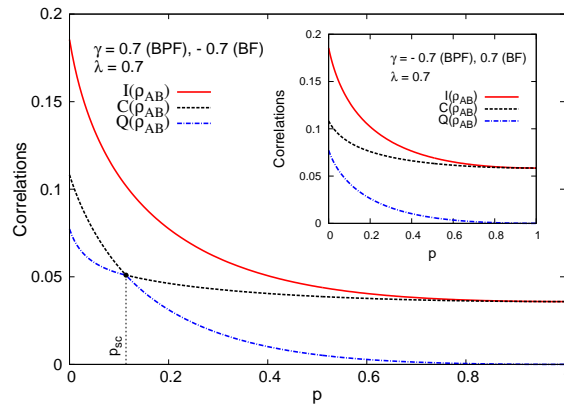 0.2
0.15
0.1
0.05
0
Correlations
γ = 0.7 (BPF), - 0.7 (BF)
λ = 0.7
I(ρAB)
C(ρAB)
Q(ρAB)
psc
0 0.2 0.4 0.6 0.8
p
0.2
0.15
0.1
0.05
0
Correlations
γ = - 0.7 (BPF), 0.7 (BF)
λ = 0.7
I(ρAB)
C(ρAB)
Q(ρAB)
0 0.2 0.4 0.6 0.8 1
p